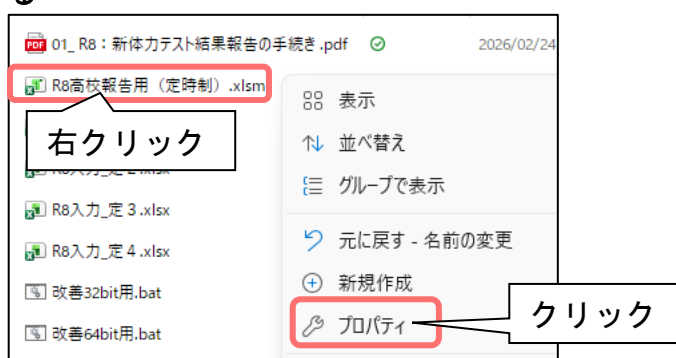 01_ R8：新体力テスト結果報告の手続き.pdf
2026/02/24
R8高校報告用（定時制）.xlsm
右クリック
R8入力_定３.xlsx
R8入力_定４.xlsx
改善32bit用.bat
改善64bit用.bat
表示
並べ替え
グループで表示
元に戻す - 名前の変更
新規作成
プロパティ
クリック